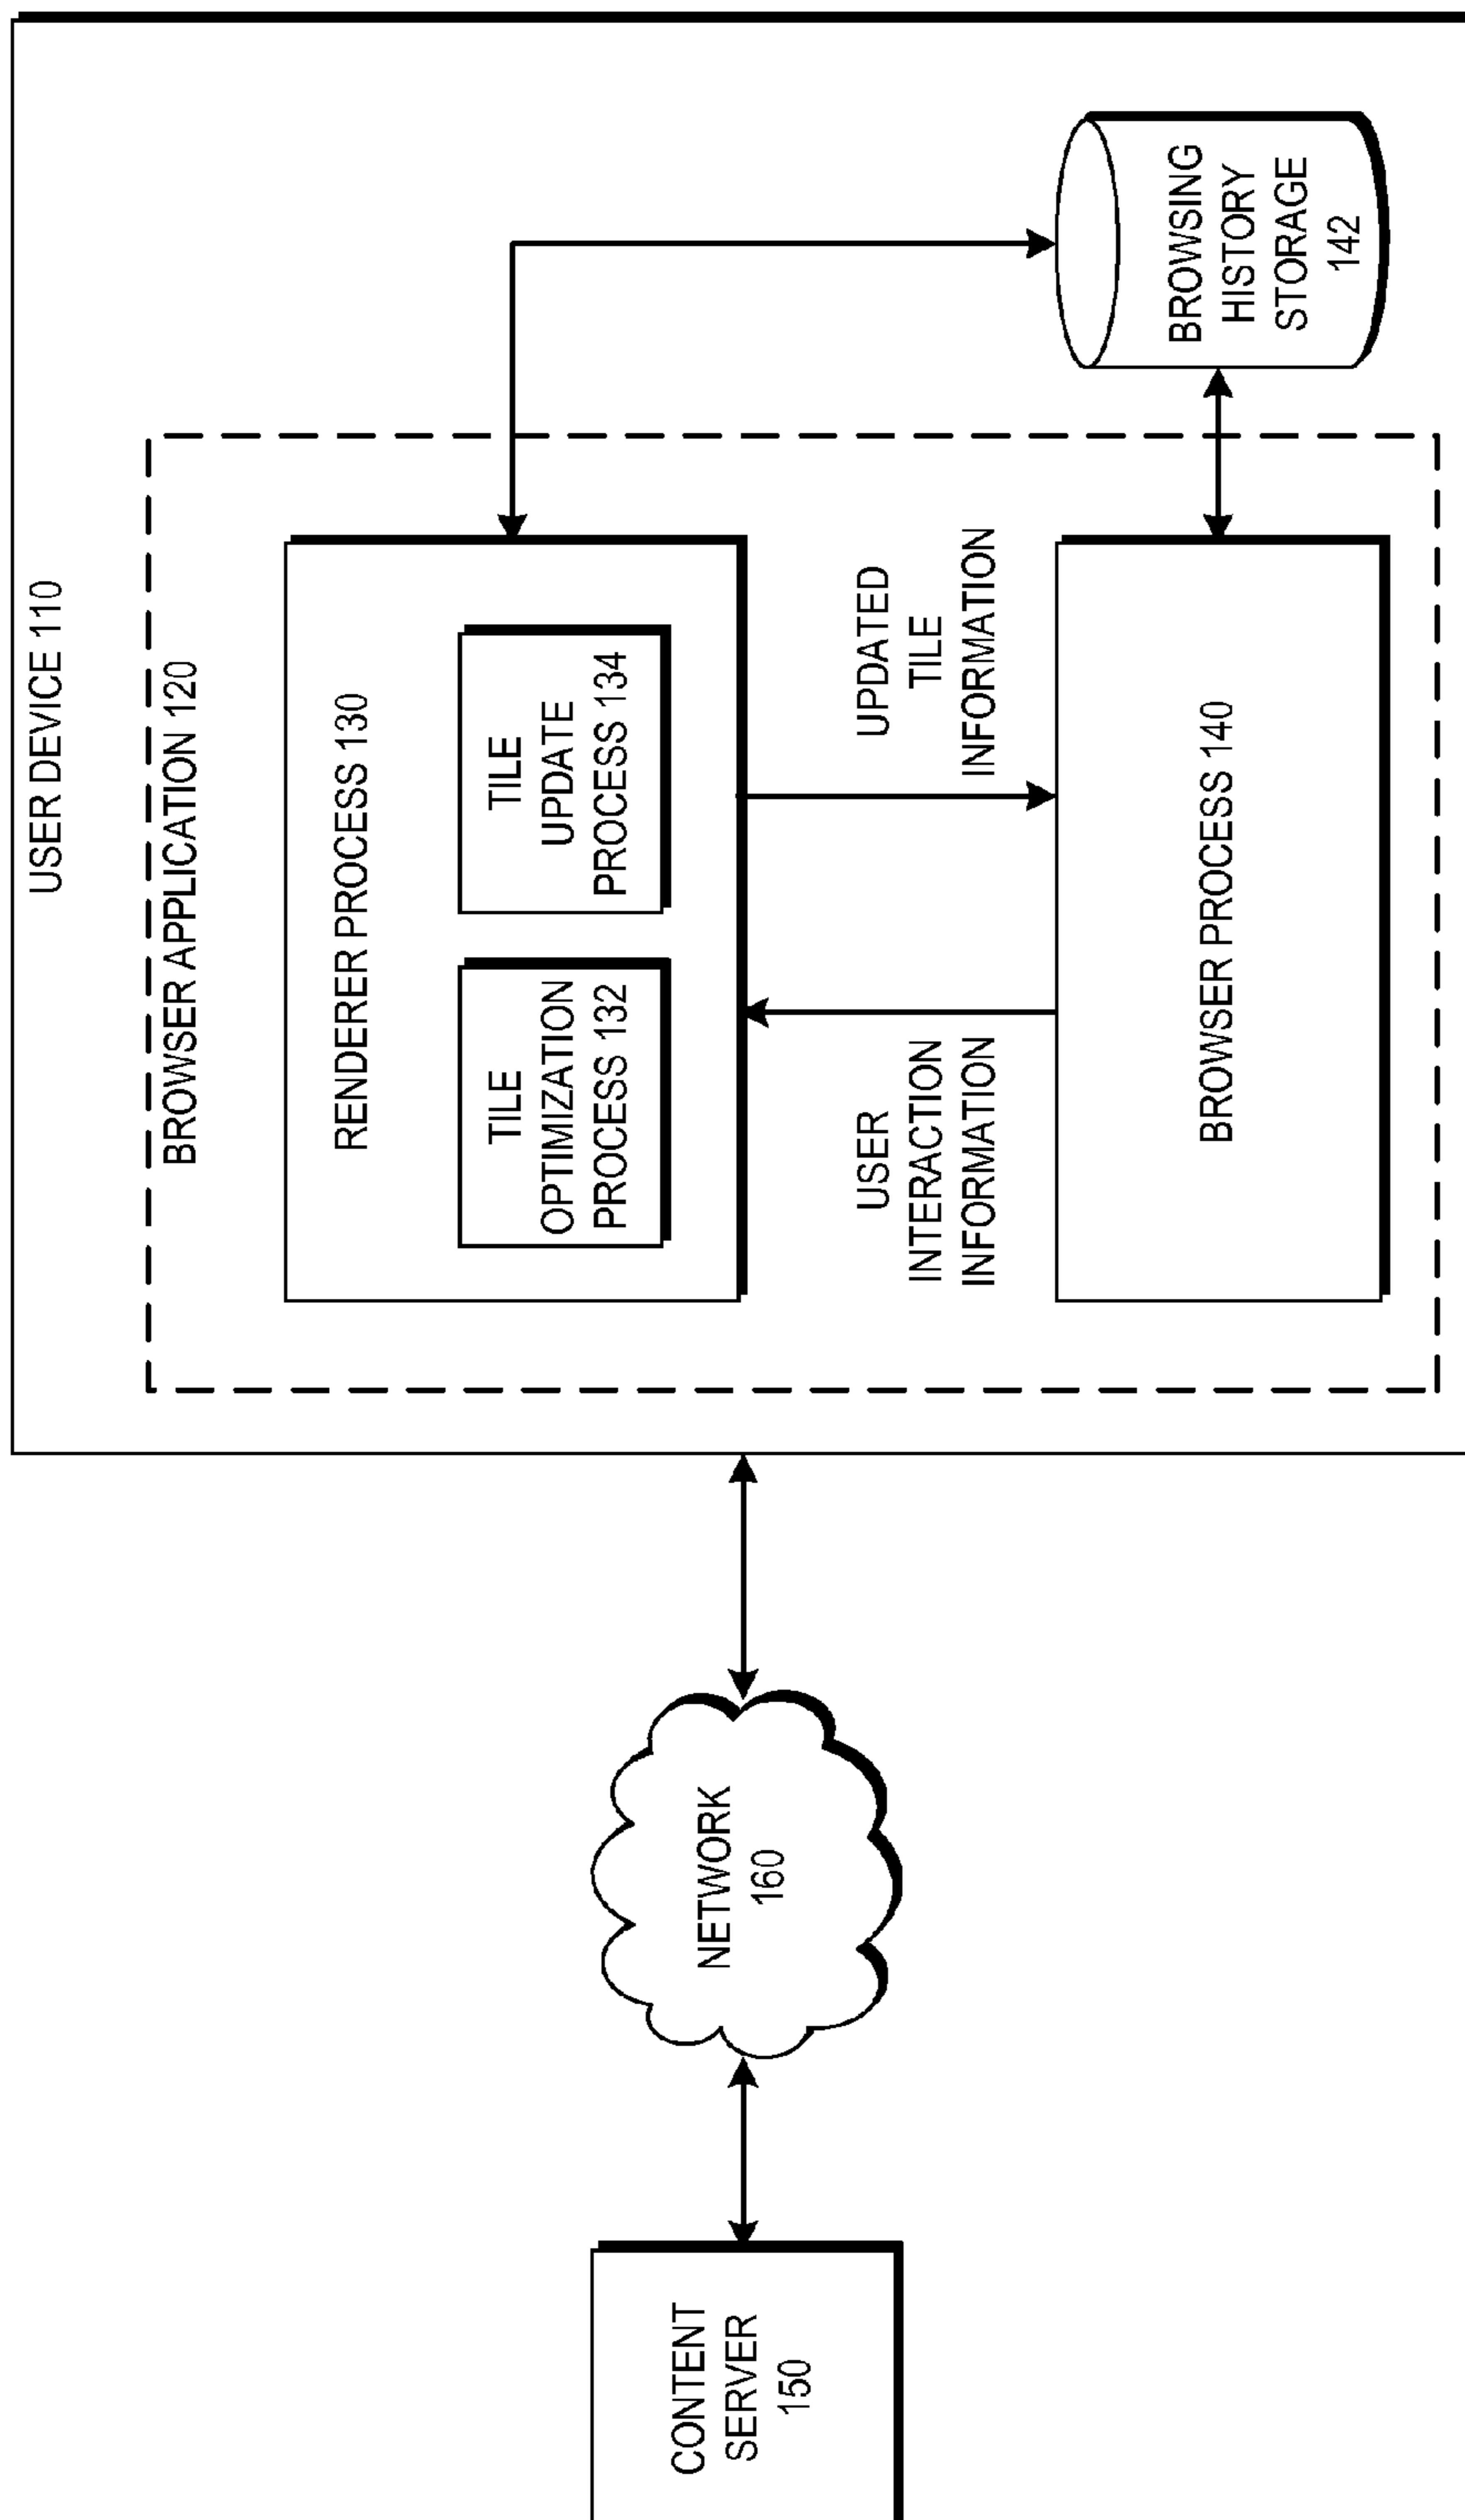 USER DEVICE 110
BROWSER APPLICATION 120
RENDERER PROCESS 130
TILE
OPTIMIZATION
PROCESS 132
TILE
UPDATE
PROCESS 134
USER
INTERACTION
INFORMATION
UPDATED
TILE
INFORMATION
BROWSER PROCESS 140
BROWSING
HISTORY
STORAGE
142
NETWORK
160
CONTENT
SERVER
150